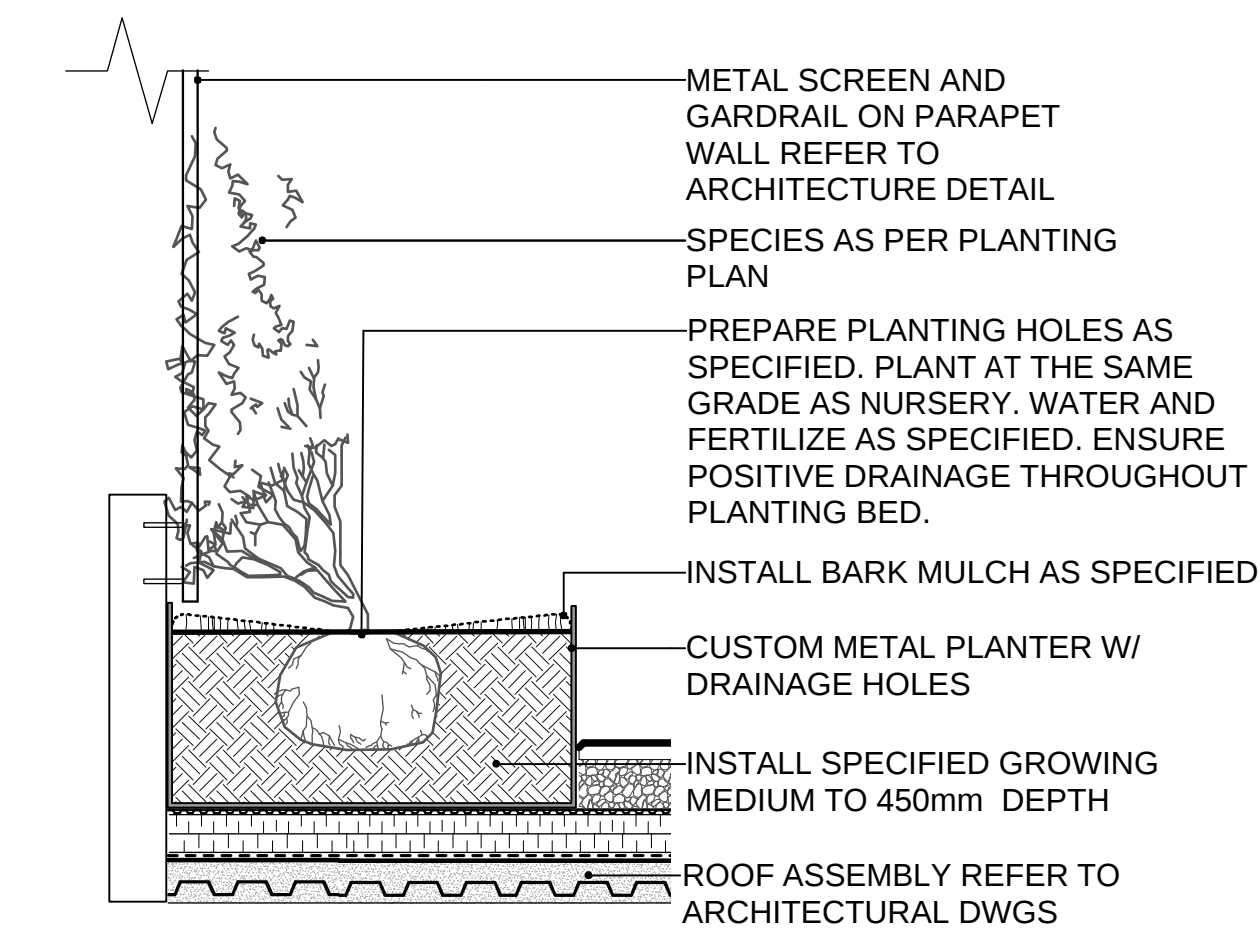 METAL SCREEN AND
GARDRAIL ON PARAPET
WALL REFER TO
ARCHITECTURE DETAIL
SPECIES AS PER PLANTING
PLAN
PREPARE PLANTING HOLES AS
SPECIFIED. PLANT AT THE SAME
GRADE AS NURSERY. WATER AND
FERTILIZE AS SPECIFIED. ENSURE
POSITIVE DRAINAGE THROUGHOUT
PLANTING BED.
INSTALL BARK MULCH AS SPECIFIED
CUSTOM METAL PLANTER W/
DRAINAGE HOLES
INSTALL SPECIFIED GROWING
MEDIUM TO 450mm DEPTH
ROOF ASSEMBLY REFER TO
ARCHITECTURAL DWGS